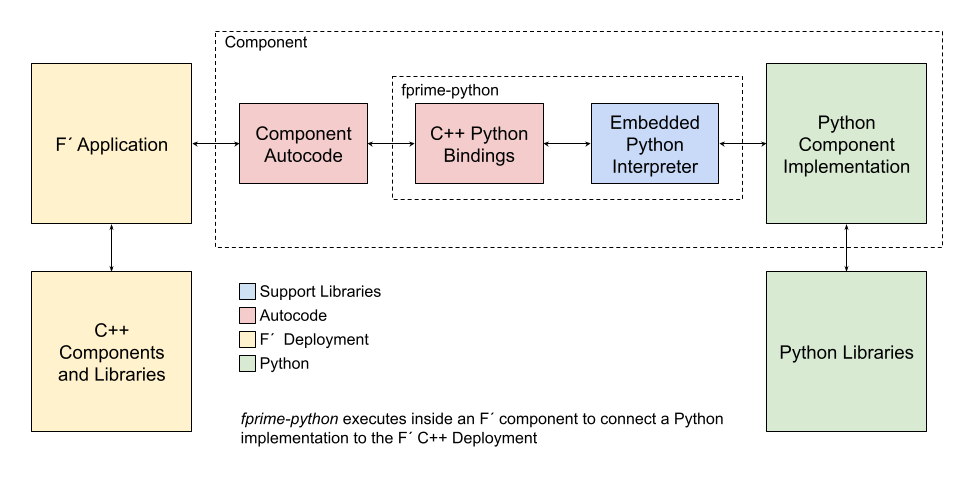 Component
fprime-python
F´ Application
Component
Autocode
C++ Python
Bindings
Embedded
Python
Interpreter
Python
Component
Implementation
C++
Components
and Libraries
Support Libraries
Autocode
F´ Deployment
Python
Python Libraries
fprime-python executes inside an F´ component to connect a Python
implementation to the F´ C++ Deployment